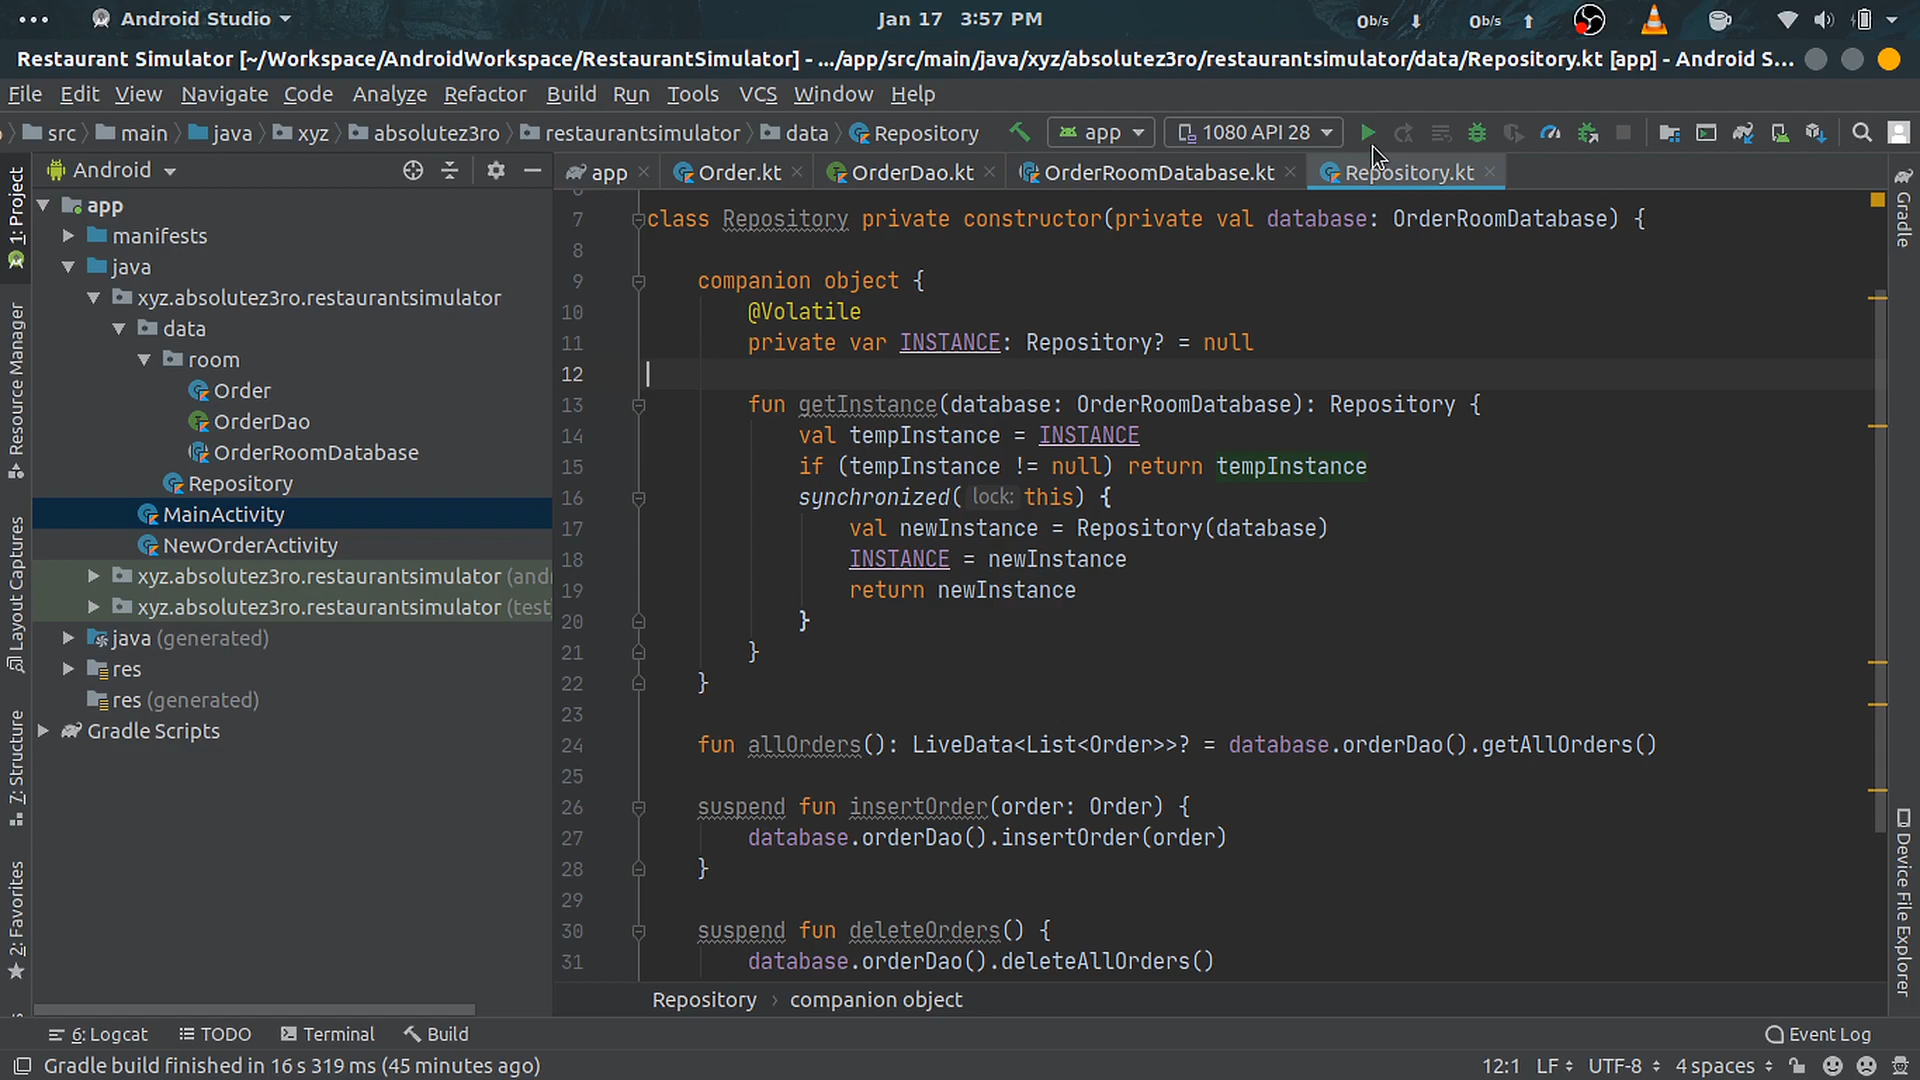 Android Studio
Jan 17 3:57 PM
0b/s
0b/s
Restaurant Simulator [~/Workspace/AndroidWorkspace/RestaurantSimulator] - .../app/src/main/java/xyz/absolutez3ro/restaurantsimulator/data/Repository.kt [app] - Android S...
File Edit View Navigate Code Analyze Refactor Build Run Tools VCS Window Help
src main java xyz absolutez3ro restaurantsimulator data Repository
app
1080 API 28
Android
app Order.kt OrderDao.kt OrderRoomDatabase.kt Repository.kt
1: Project
Resource Manager
Layout Captures
7: Structure
2: Favorites
app
manifests
java
xyz.absolutez3ro.restaurantsimulator
data
room
Order
OrderDao
OrderRoomDatabase
Repository
MainActivity
NewOrderActivity
xyz.absolutez3ro.restaurantsimulator (and
xyz.absolutez3ro.restaurantsimulator (test
java (generated)
res
res (generated)
Gradle Scripts
7 class Repository private constructor(private val database: OrderRoomDatabase) {
8
9 companion object {
10 @Volatile
11 private var INSTANCE: Repository? = null
12
13 fun getInstance(database: OrderRoomDatabase): Repository {
14 val tempInstance = INSTANCE
15 if (tempInstance != null) return tempInstance
16 synchronized( lock: this) {
17 val newInstance = Repository(database)
18 INSTANCE = newInstance
19 return newInstance
20 }
21 }
22 }
23
24 fun allOrders(): LiveData<List<Order>>? = database.orderDao().getAllOrders()
25
26 suspend fun insertOrder(order: Order) {
27 database.orderDao().insertOrder(order)
28 }
29
30 suspend fun deleteOrders() {
31 database.orderDao().deleteAllOrders()
Repository › companion object
Gradle
Device File Explorer
6: Logcat TODO Terminal Build
Event Log
Gradle build finished in 16 s 319 ms (45 minutes ago)
12:1 LF UTF-8 4 spaces